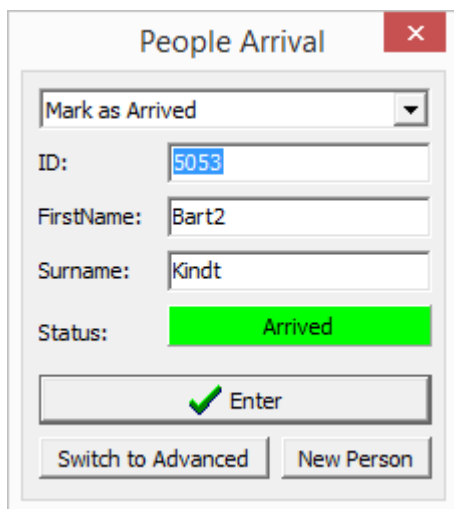 People Arrival
Mark as Arrived
ID: 5053
FirstName: Bart2
Surname: Kindt
Status: Arrived
Enter
Switch to Advanced New Person